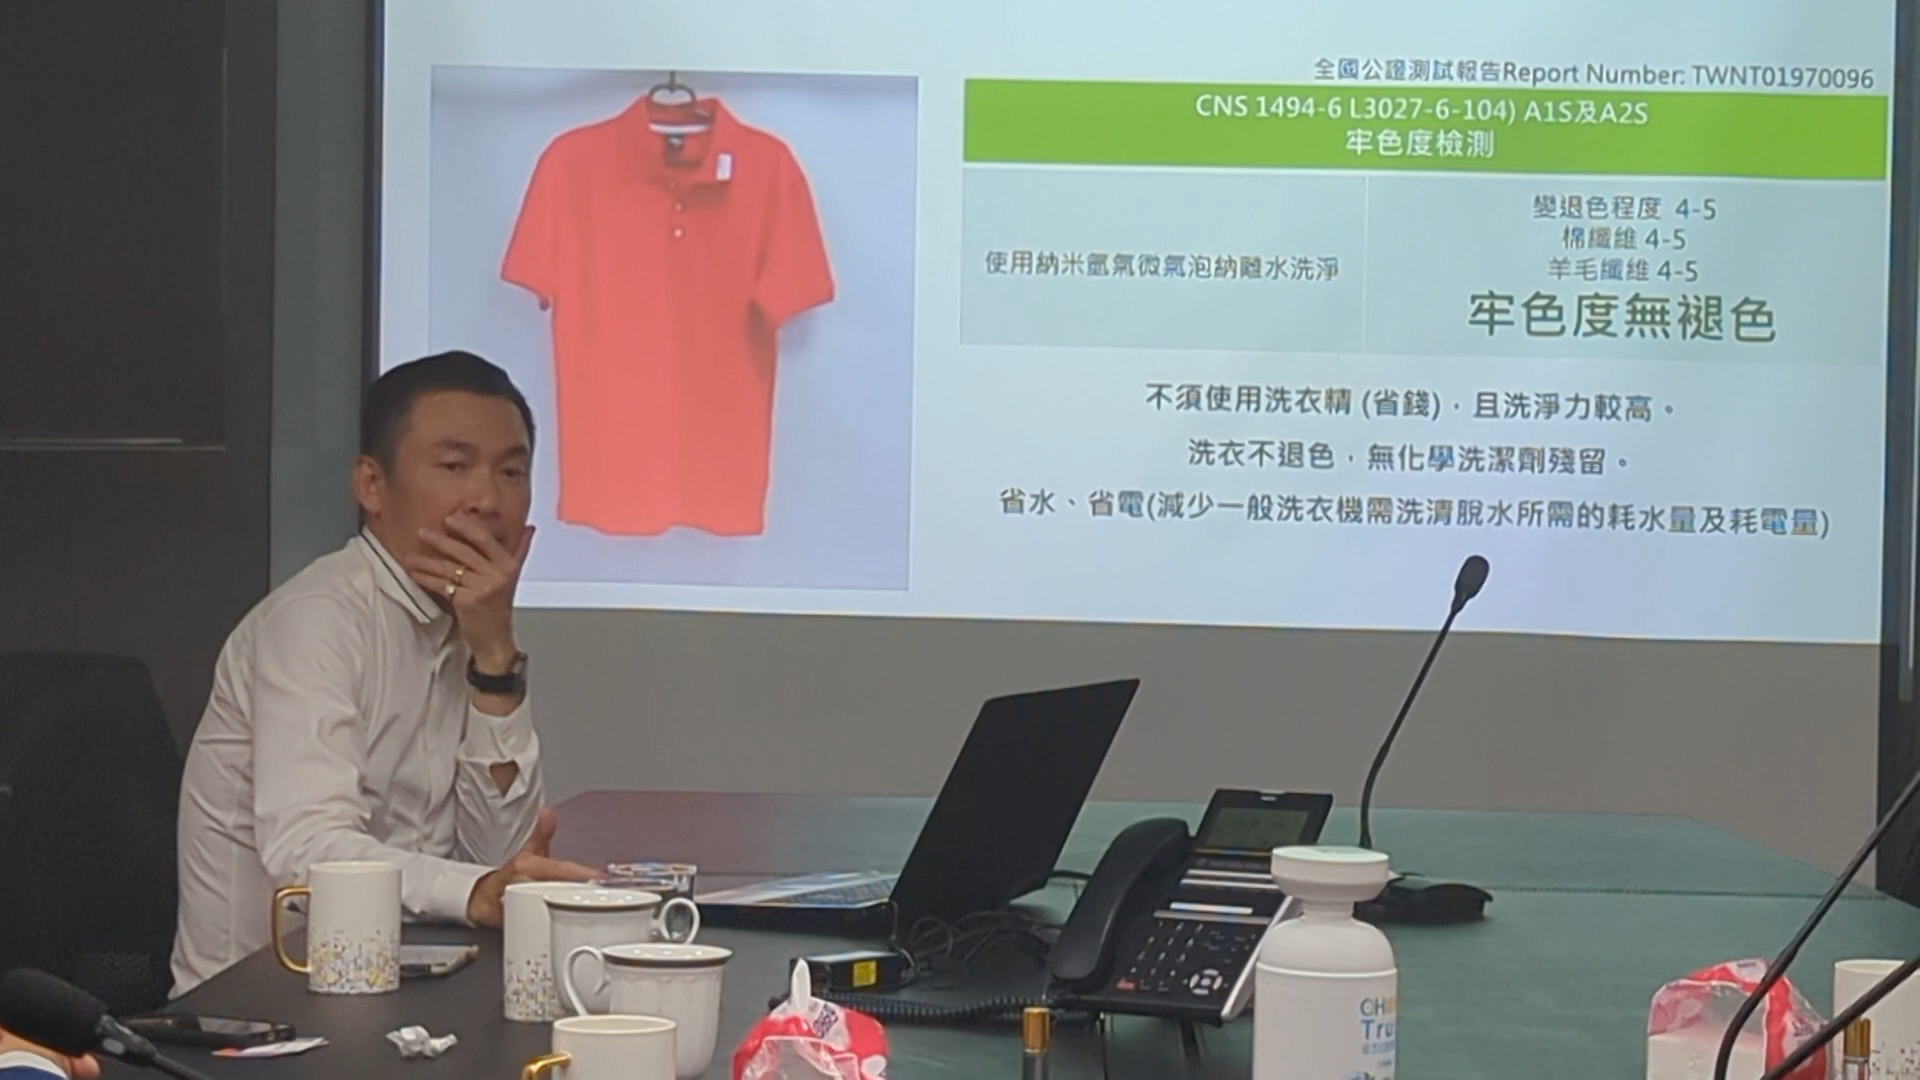 全國公證測試報告Report Number: TWNT01970096
CNS 1494-6 L3027-6-104) A1S及A2S
牢色度檢測
使用納米氫氣微氣泡納離水洗淨
變退色程度 4-5
棉纖維 4-5
羊毛纖維 4-5
牢色度無褪色
不須使用洗衣精 (省錢)，且洗淨力較高。
洗衣不退色，無化學洗潔劑殘留。
省水、省電(減少一般洗衣機需洗清脫水所需的耗水量及耗電量)
OH
Tru